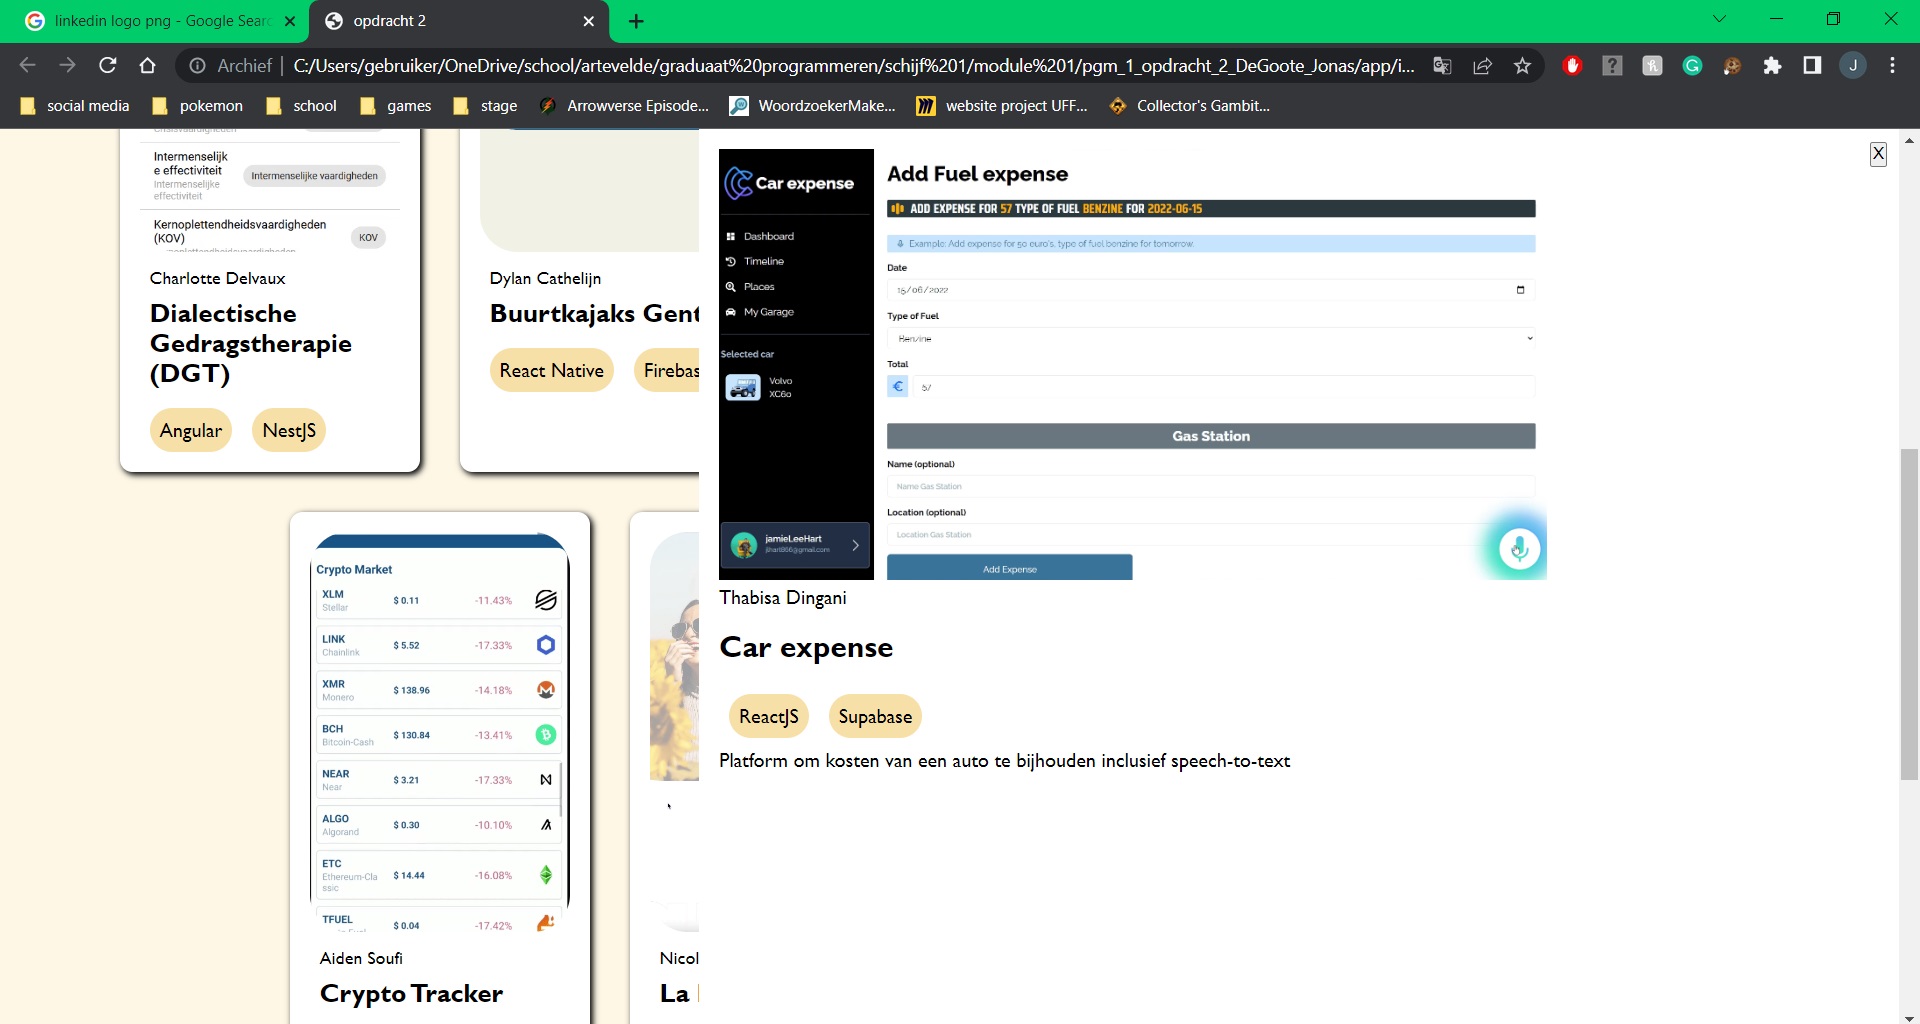 linkedin logo png - Google Searc
opdracht 2
Archief
C:/Users/gebruiker/OneDrive/school/artevelde/graduaat%20programmeren/schijf%201/module%201/pgm_1_opdracht_2_DeGoote_Jonas/app/i...
J
social media
pokemon
school
games
stage
Arrowverse Episode...
WoordzoekerMake...
website project UFF...
Collector's Gambit...
Crisisvaardigheden
Intermenselijk
e effectiviteit
Intermenselijke
effectiviteit
Intermenselijke vaardigheden
Kernoplettendheidsvaardigheden
(KOV)
KOV
Charlotte Delvaux
Dialectische
Gedragstherapie
(DGT)
Angular
NestJS
Dylan Cathelijn
Buurtkajaks Gent
React Native
Firebas
Crypto Market
XLM
Stellar
$ 0.11
-11.43%
LINK
Chainlink
$ 5.52
-17.33%
XMR
Monero
$ 138.96
-14.18%
BCH
Bitcoin-Cash
$ 130.84
-13.41%
NEAR
Near
$ 3.21
-17.33%
ALGO
Algorand
$ 0.30
-10.10%
ETC
Ethereum-Cla
ssic
$ 14.44
-16.08%
TFUEL
$ 0.04
-17.42%
Aiden Soufi
Crypto Tracker
Nicol
La
X
Car expense
Dashboard
Timeline
Places
My Garage
Selected car
Volvo
XC60
jamieLeeHart
jhart866@gmail.com
Add Fuel expense
ADD EXPENSE FOR 57 TYPE OF FUEL BENZINE FOR 2022-06-15
Example: Add expense for 50 euro's, type of fuel benzine for tomorrow.
Date
15/06/2022
Type of Fuel
Benzine
Total
€
57
Gas Station
Name (optional)
Name Gas Station
Location (optional)
Location Gas Station
Add Expense
Thabisa Dingani
Car expense
ReactJS
Supabase
Platform om kosten van een auto te bijhouden inclusief speech-to-text